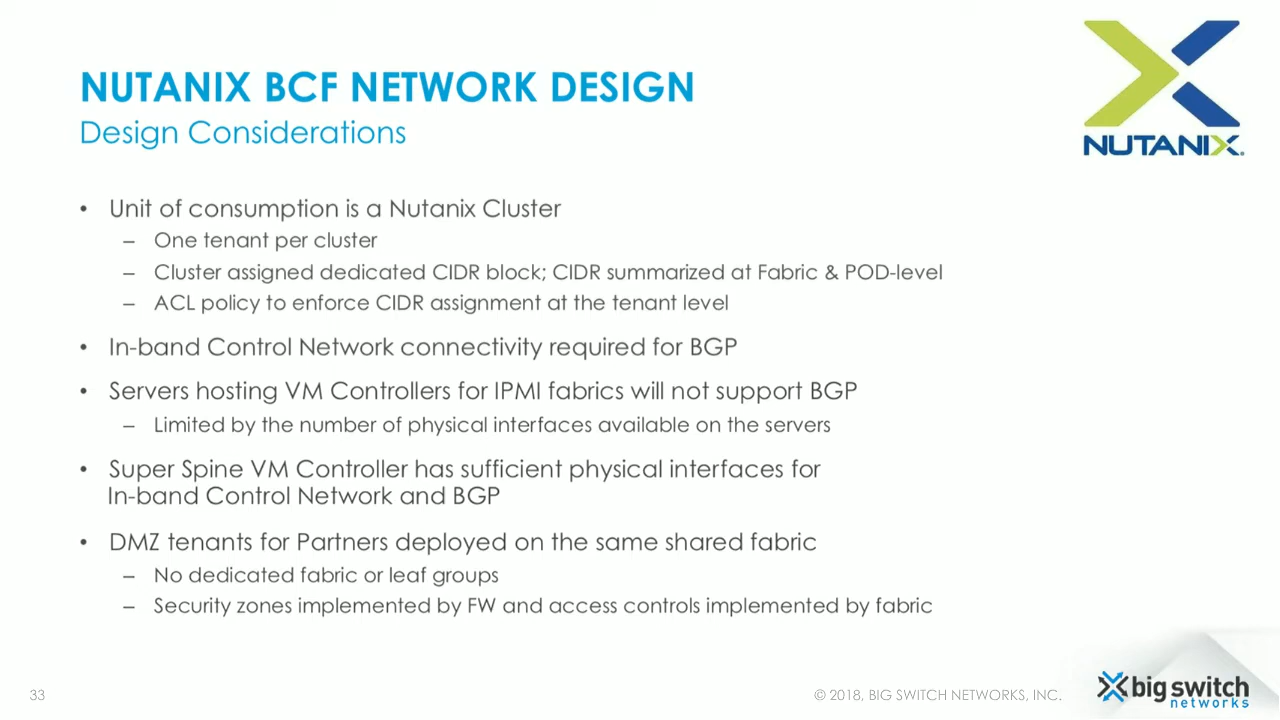 NUTANIX BCF NETWORK DESIGN
Design Considerations
NUTANIX.
• Unit of consumption is a Nutanix Cluster
– One tenant per cluster
– Cluster assigned dedicated CIDR block; CIDR summarized at Fabric & POD-level
– ACL policy to enforce CIDR assignment at the tenant level
• In-band Control Network connectivity required for BGP
• Servers hosting VM Controllers for IPMI fabrics will not support BGP
– Limited by the number of physical interfaces available on the servers
• Super Spine VM Controller has sufficient physical interfaces for
In-band Control Network and BGP
• DMZ tenants for Partners deployed on the same shared fabric
– No dedicated fabric or leaf groups
– Security zones implemented by FW and access controls implemented by fabric
33
© 2018, BIG SWITCH NETWORKS, INC.
big switch
networks